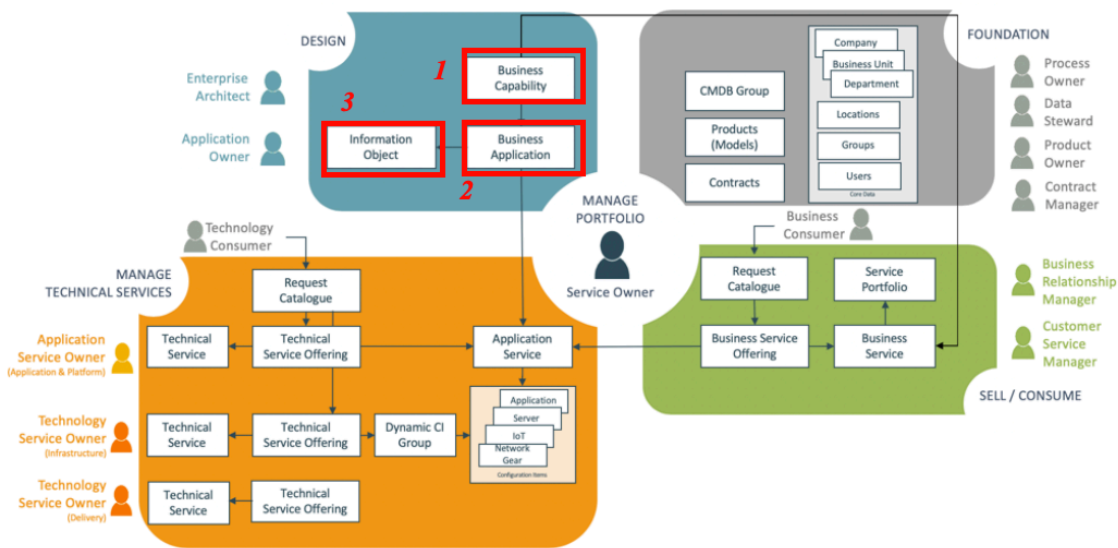 DESIGN
FOUNDATION
1
Business
Capability
3
Enterprise
Architect
Application
Owner
Information
Object
Business
Application
2
CMDB Group
Products
(Models)
Contracts
Company
Business Unit
Department
Locations
Groups
Users
Core Data
Process
Owner
Data
Steward
Product
Owner
Contract
Manager
MANAGE
PORTFOLIO
Service Owner
Technology
Consumer
Business
Consumer
MANAGE
TECHNICAL SERVICES
Request
Catalogue
Application
Service Owner
(Application & Platform)
Technical
Service
Technical
Service Offering
Application
Service
Technology
Service Owner
(Infrastructure)
Technical
Service
Technical
Service Offering
Dynamic CI
Group
Application
Server
IoT
Network
Gear
Configuration Items
Technology
Service Owner
(Delivery)
Technical
Service
Technical
Service Offering
Request
Catalogue
Service
Portfolio
Business Service
Offering
Business
Service
Business
Relationship
Manager
Customer
Service
Manager
SELL / CONSUME